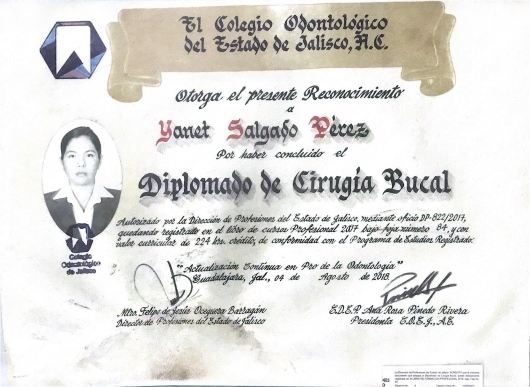 El Colegio Odontológico
del Estado de Jalisco, A.C.
Otorga el presente Reconocimiento
a
Yanet Salgado Pérez
Por haber concluido el
Diplomado de Cirugía Bucal
Autorizado por la Dirección de Profesiones del Estado de Jalisco, mediante oficio DP-822/2017,
quedando registrado en el libro de cursos Profesional 2017 bajo foja número 84, y con
valor curricular de 224 hrs. crédito; de conformidad con el Programa de Estudios Registrado.
"Actualización Continua en Pro de la Odontología"
Guadalajara, Jal., 04 de Agosto de 2018.
Colegio
Odontológico
de Jalisco
Mtro. Felipe de Jesús Oceguera Barragán
Director de Profesiones del Estado de Jalisco
E.D.E.P. Ana Rosa Pinedo Rivera
Presidenta